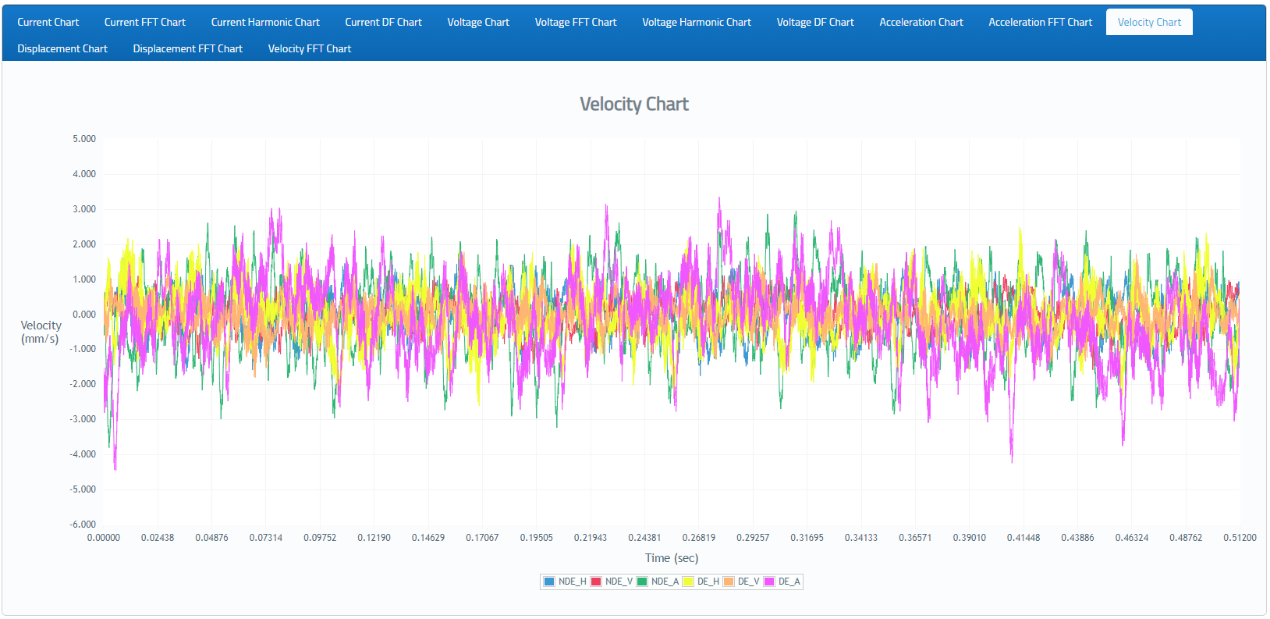 Current Chart Current FFT Chart Current Harmonic Chart Current DF Chart Voltage Chart Voltage FFT Chart Voltage Harmonic Chart Voltage DF Chart Acceleration Chart Acceleration FFT Chart Velocity Chart
Displacement Chart Displacement FFT Chart Velocity FFT Chart
Velocity Chart
5.000
4.000
3.000
2.000
1.000
0.000
Velocity
(mm/s)
-1.000
-2.000
-3.000
-4.000
-5.000
-6.000
0.00000 0.02438 0.04876 0.07314 0.09752 0.12190 0.14629 0.17067 0.19505 0.21943 0.24381 0.26819 0.29257 0.31695 0.34133 0.36571 0.39010 0.41448 0.43886 0.46324 0.48762 0.51200
Time (sec)
NDE_H NDE_V NDE_A DE_H DE_V DE_A